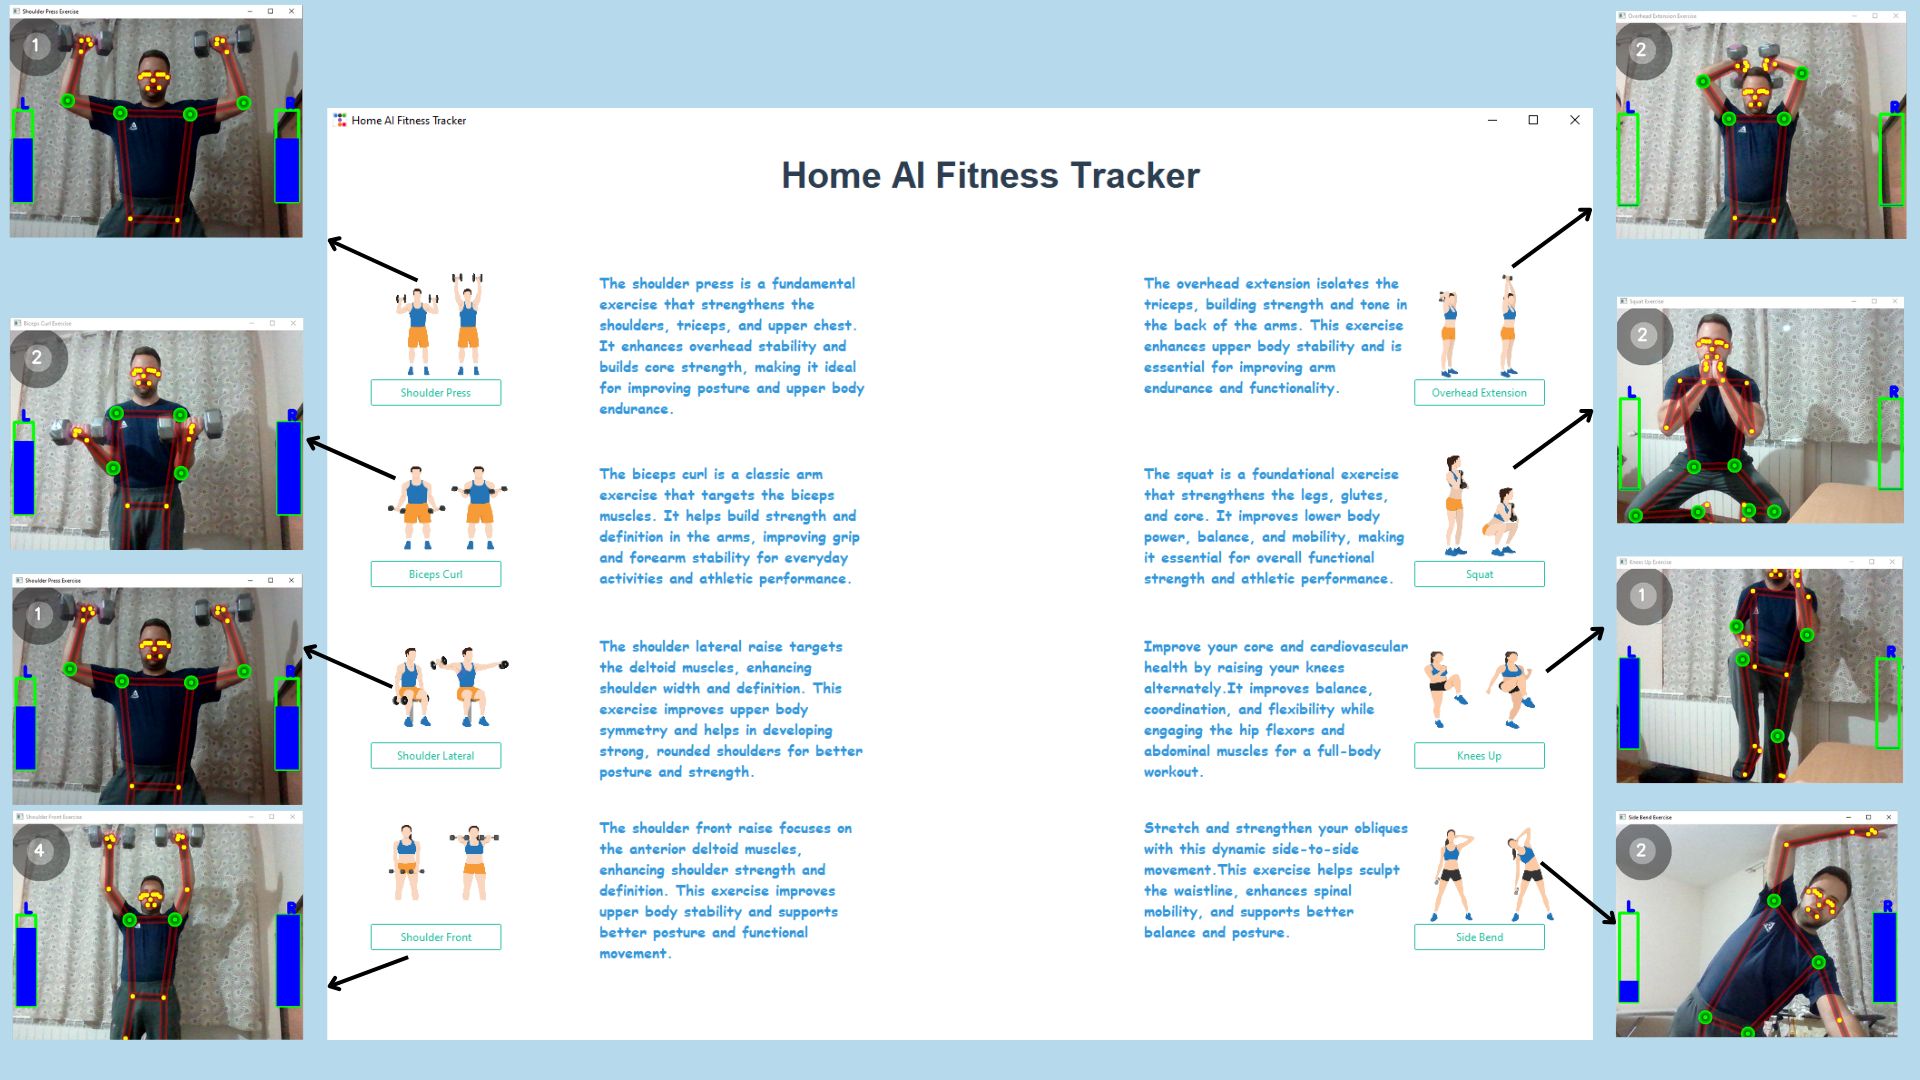 Shoulder Press Exercise
1
L
R
Biceps Curl Exercise
2
L
R
Shoulder Press Exercise
1
L
R
Shoulder Front Exercise
4
L
R
Home AI Fitness Tracker
Home AI Fitness Tracker
Shoulder Press
The shoulder press is a fundamental
exercise that strengthens the
shoulders, triceps, and upper chest.
It enhances overhead stability and
builds core strength, making it ideal
for improving posture and upper body
endurance.
Biceps Curl
The biceps curl is a classic arm
exercise that targets the biceps
muscles. It helps build strength and
definition in the arms, improving grip
and forearm stability for everyday
activities and athletic performance.
Shoulder Lateral
The shoulder lateral raise targets
the deltoid muscles, enhancing
shoulder width and definition. This
exercise improves upper body
symmetry and helps in developing
strong, rounded shoulders for better
posture and strength.
Shoulder Front
The shoulder front raise focuses on
the anterior deltoid muscles,
enhancing shoulder strength and
definition. This exercise improves
upper body stability and supports
better posture and functional
movement.
The overhead extension isolates the
triceps, building strength and tone in
the back of the arms. This exercise
enhances upper body stability and is
essential for improving arm
endurance and functionality.
Overhead Extension
The squat is a foundational exercise
that strengthens the legs, glutes,
and core. It improves lower body
power, balance, and mobility, making
it essential for overall functional
strength and athletic performance.
Squat
Improve your core and cardiovascular
health by raising your knees
alternately.It improves balance,
coordination, and flexibility while
engaging the hip flexors and
abdominal muscles for a full-body
workout.
Knees Up
Stretch and strengthen your obliques
with this dynamic side-to-side
movement.This exercise helps sculpt
the waistline, enhances spinal
mobility, and supports better
balance and posture.
Side Bend
Overhead Extension Exercise
2
L
R
Squat Exercise
2
L
R
Knees Up Exercise
1
L
R
Side Bend Exercise
2
L
R